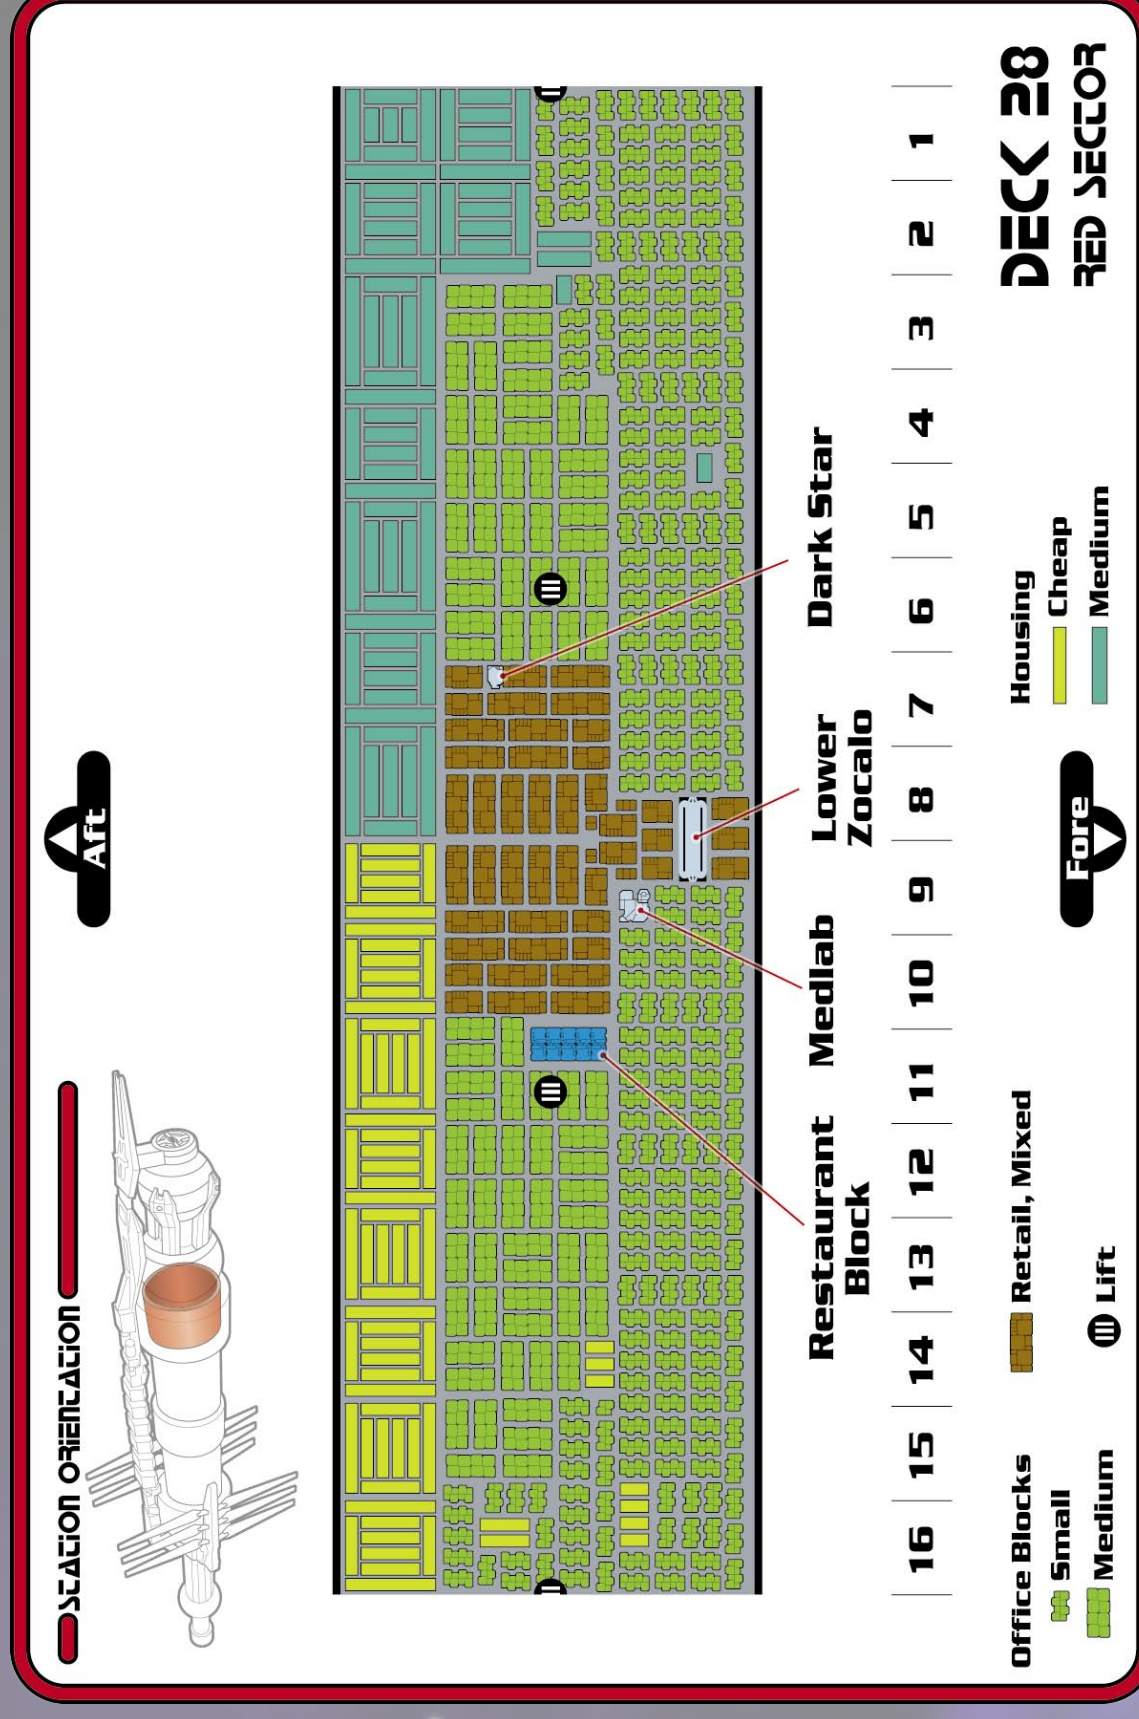 STATION ORIENTATION
Aft
Restaurant
Block
Medlab
Lower
Zocalo
Dark Star
16
15
14
13
12
11
10
9
8
7
6
5
4
3
2
1
Office Blocks
Small
Medium
Retail, Mixed
Lift
Fore
Housing
Cheap
Medium
DECK 28
RED SECTOR